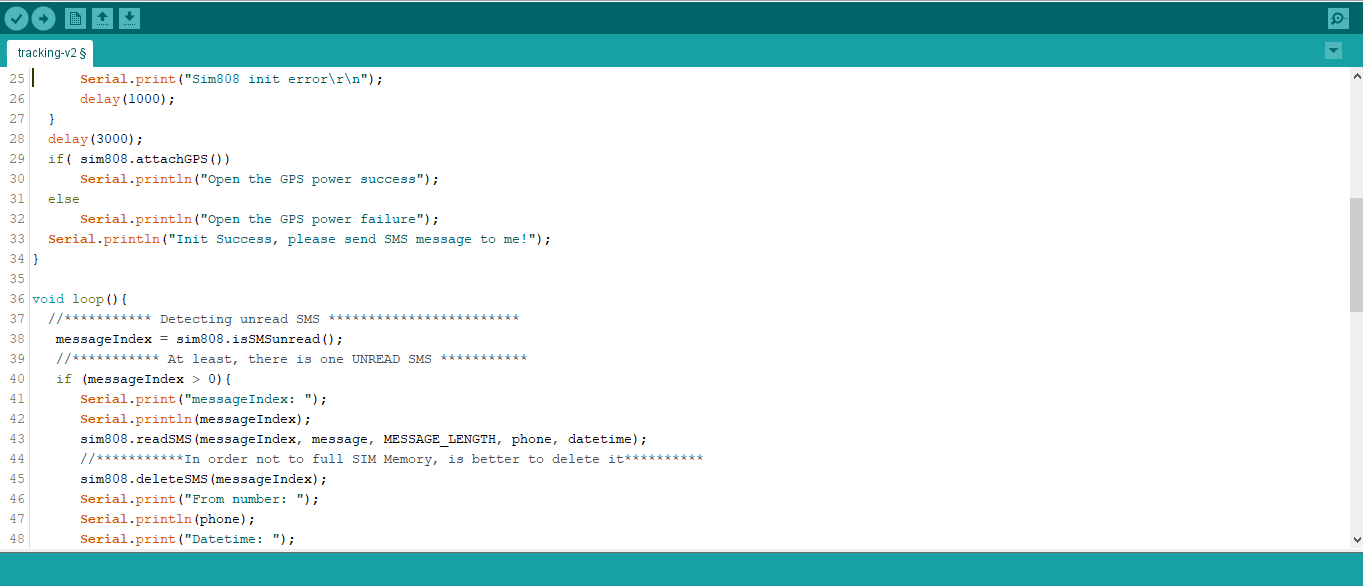 tracking-v2 §
25 Serial.print("Sim808 init error\r\n");
26 delay(1000);
27 }
28 delay(3000);
29 if( sim808.attachGPS())
30 Serial.println("Open the GPS power success");
31 else
32 Serial.println("Open the GPS power failure");
33 Serial.println("Init Success, please send SMS message to me!");
34 }
35
36 void loop(){
37 //*********** Detecting unread SMS ************************
38 messageIndex = sim808.isSMSunread();
39 //*********** At least, there is one UNREAD SMS ***********
40 if (messageIndex > 0){
41 Serial.print("messageIndex: ");
42 Serial.println(messageIndex);
43 sim808.readSMS(messageIndex, message, MESSAGE_LENGTH, phone, datetime);
44 //***********In order not to full SIM Memory, is better to delete it**********
45 sim808.deleteSMS(messageIndex);
46 Serial.print("From number: ");
47 Serial.println(phone);
48 Serial.print("Datetime: ");